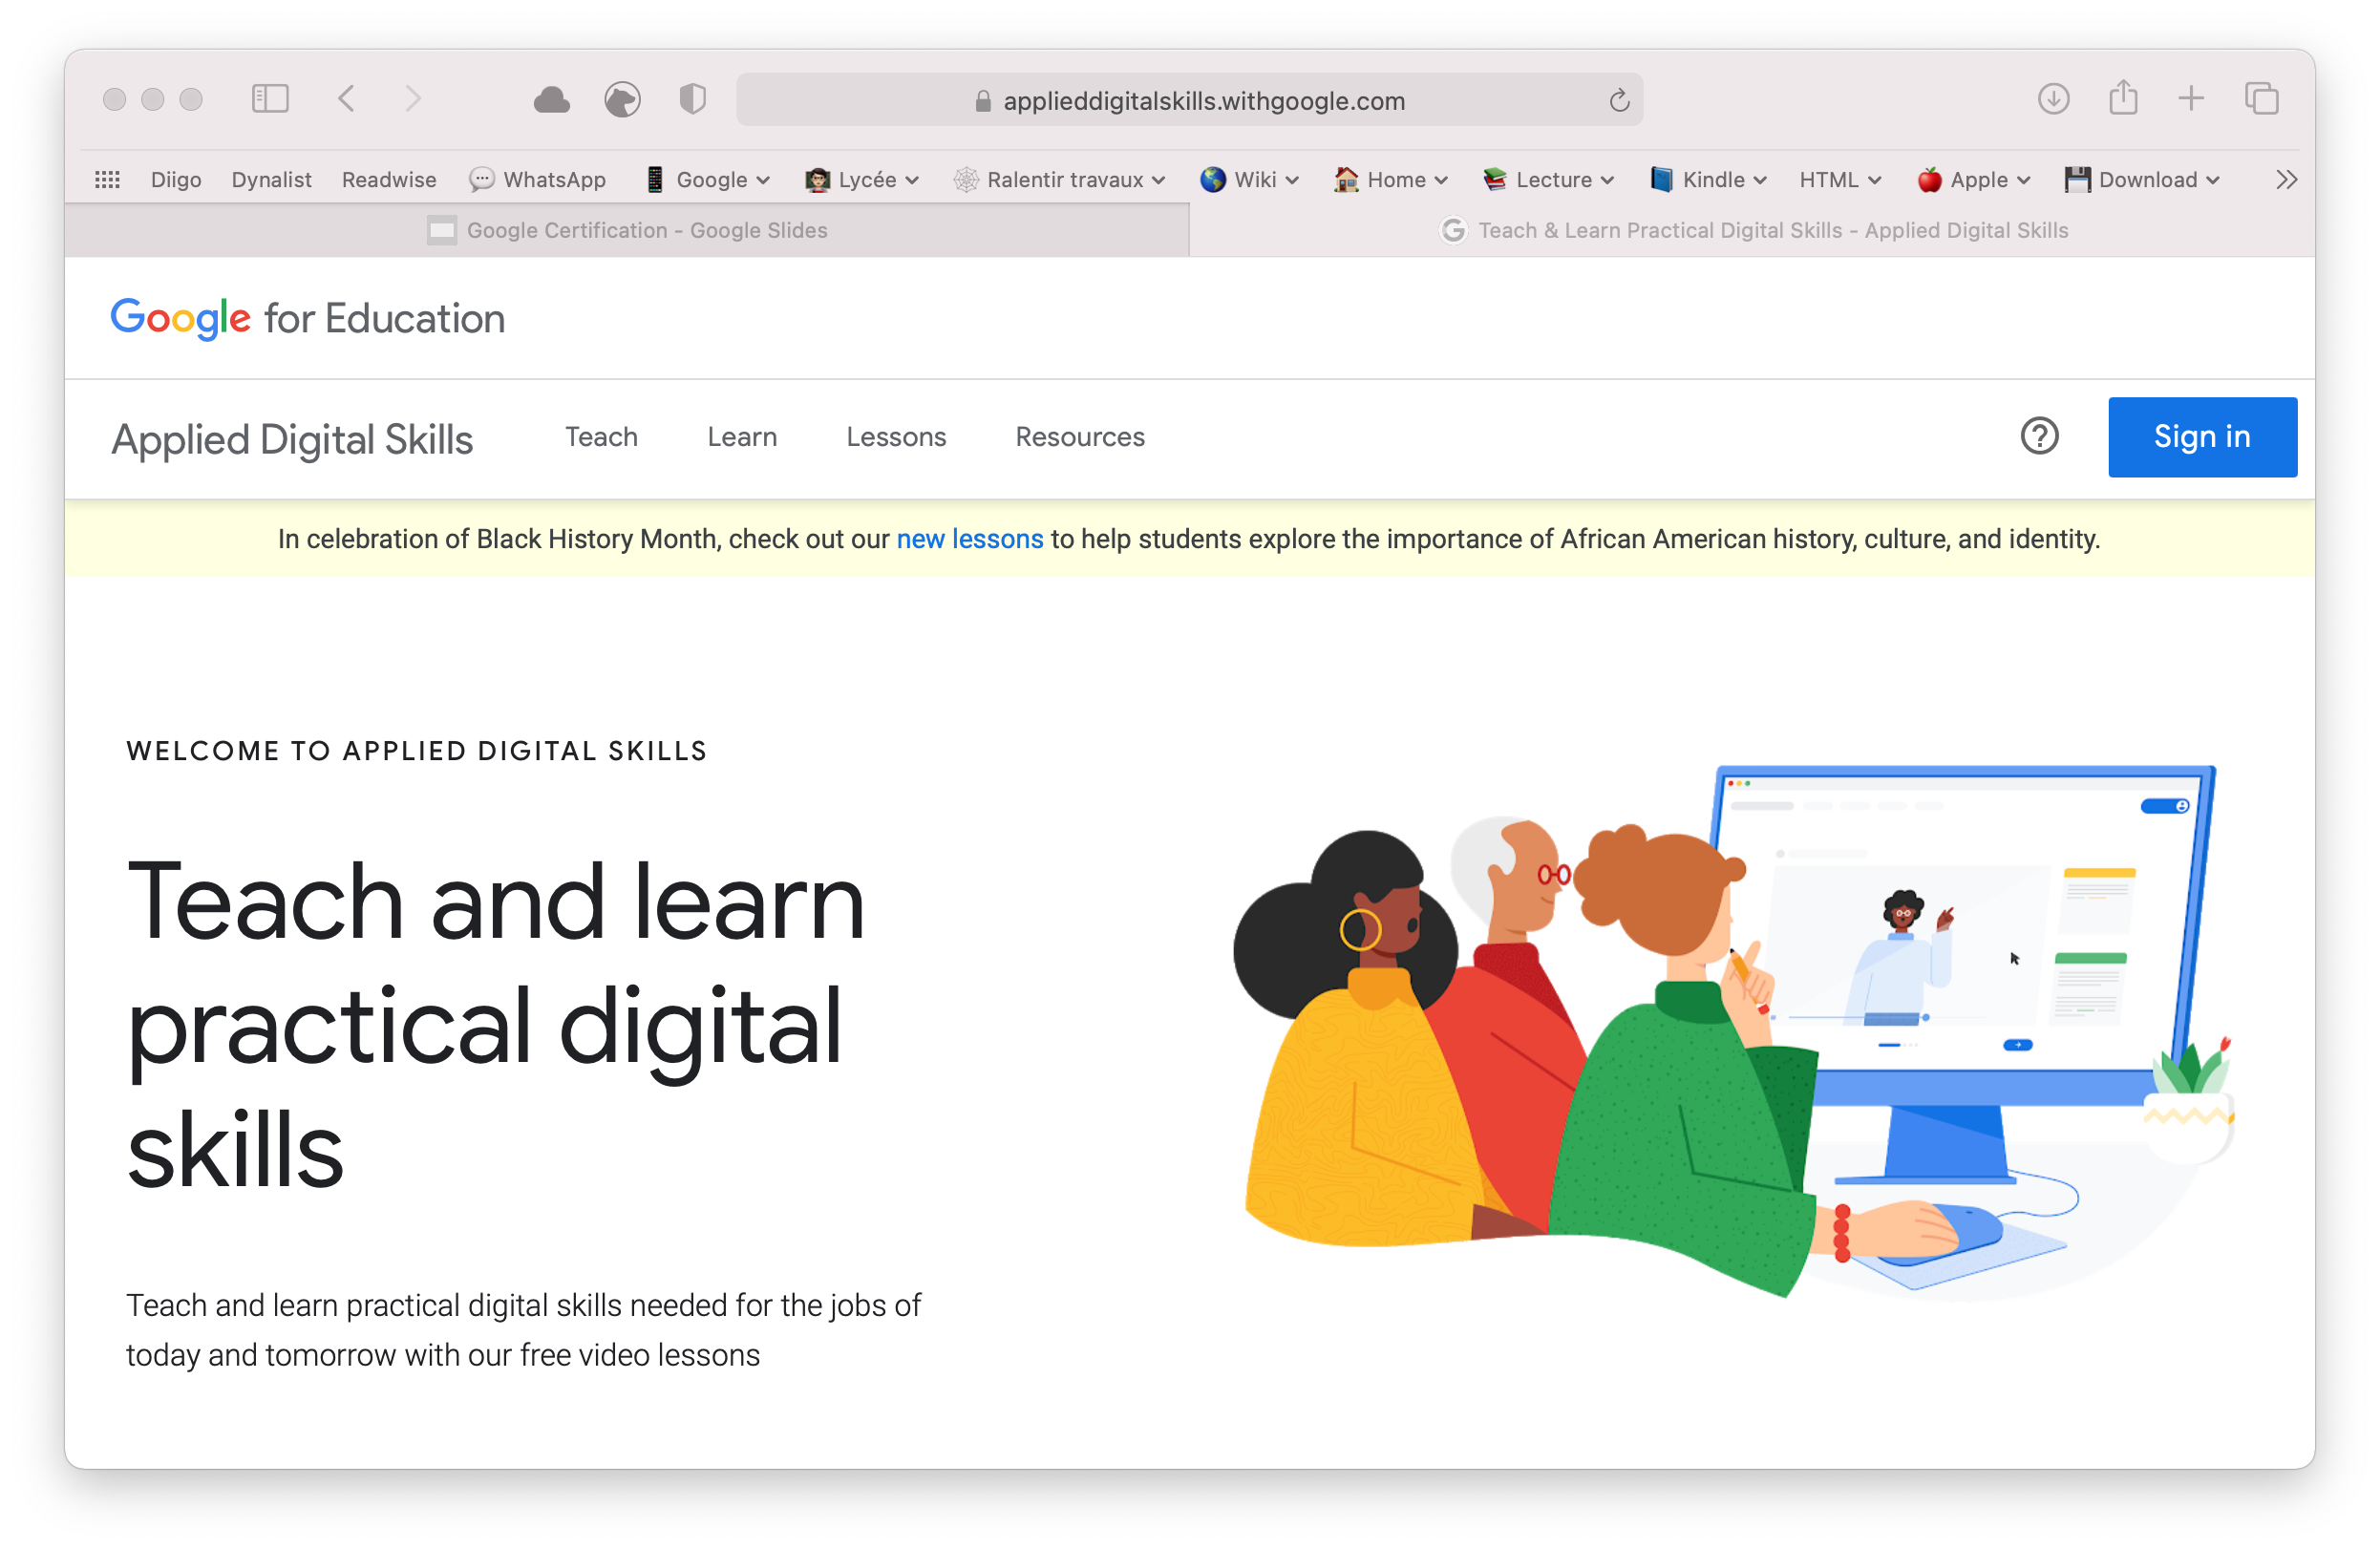 applieddigitalskills.withgoogle.com
Diigo Dynalist Readwise WhatsApp Google Lycée Ralentir travaux Wiki Home Lecture Kindle HTML Apple Download
Google Certification - Google Slides
Teach & Learn Practical Digital Skills - Applied Digital Skills
Google for Education
Applied Digital Skills Teach Learn Lessons Resources Sign in
In celebration of Black History Month, check out our new lessons to help students explore the importance of African American history, culture, and identity.
WELCOME TO APPLIED DIGITAL SKILLS
Teach and learn
practical digital
skills
Teach and learn practical digital skills needed for the jobs of
today and tomorrow with our free video lessons